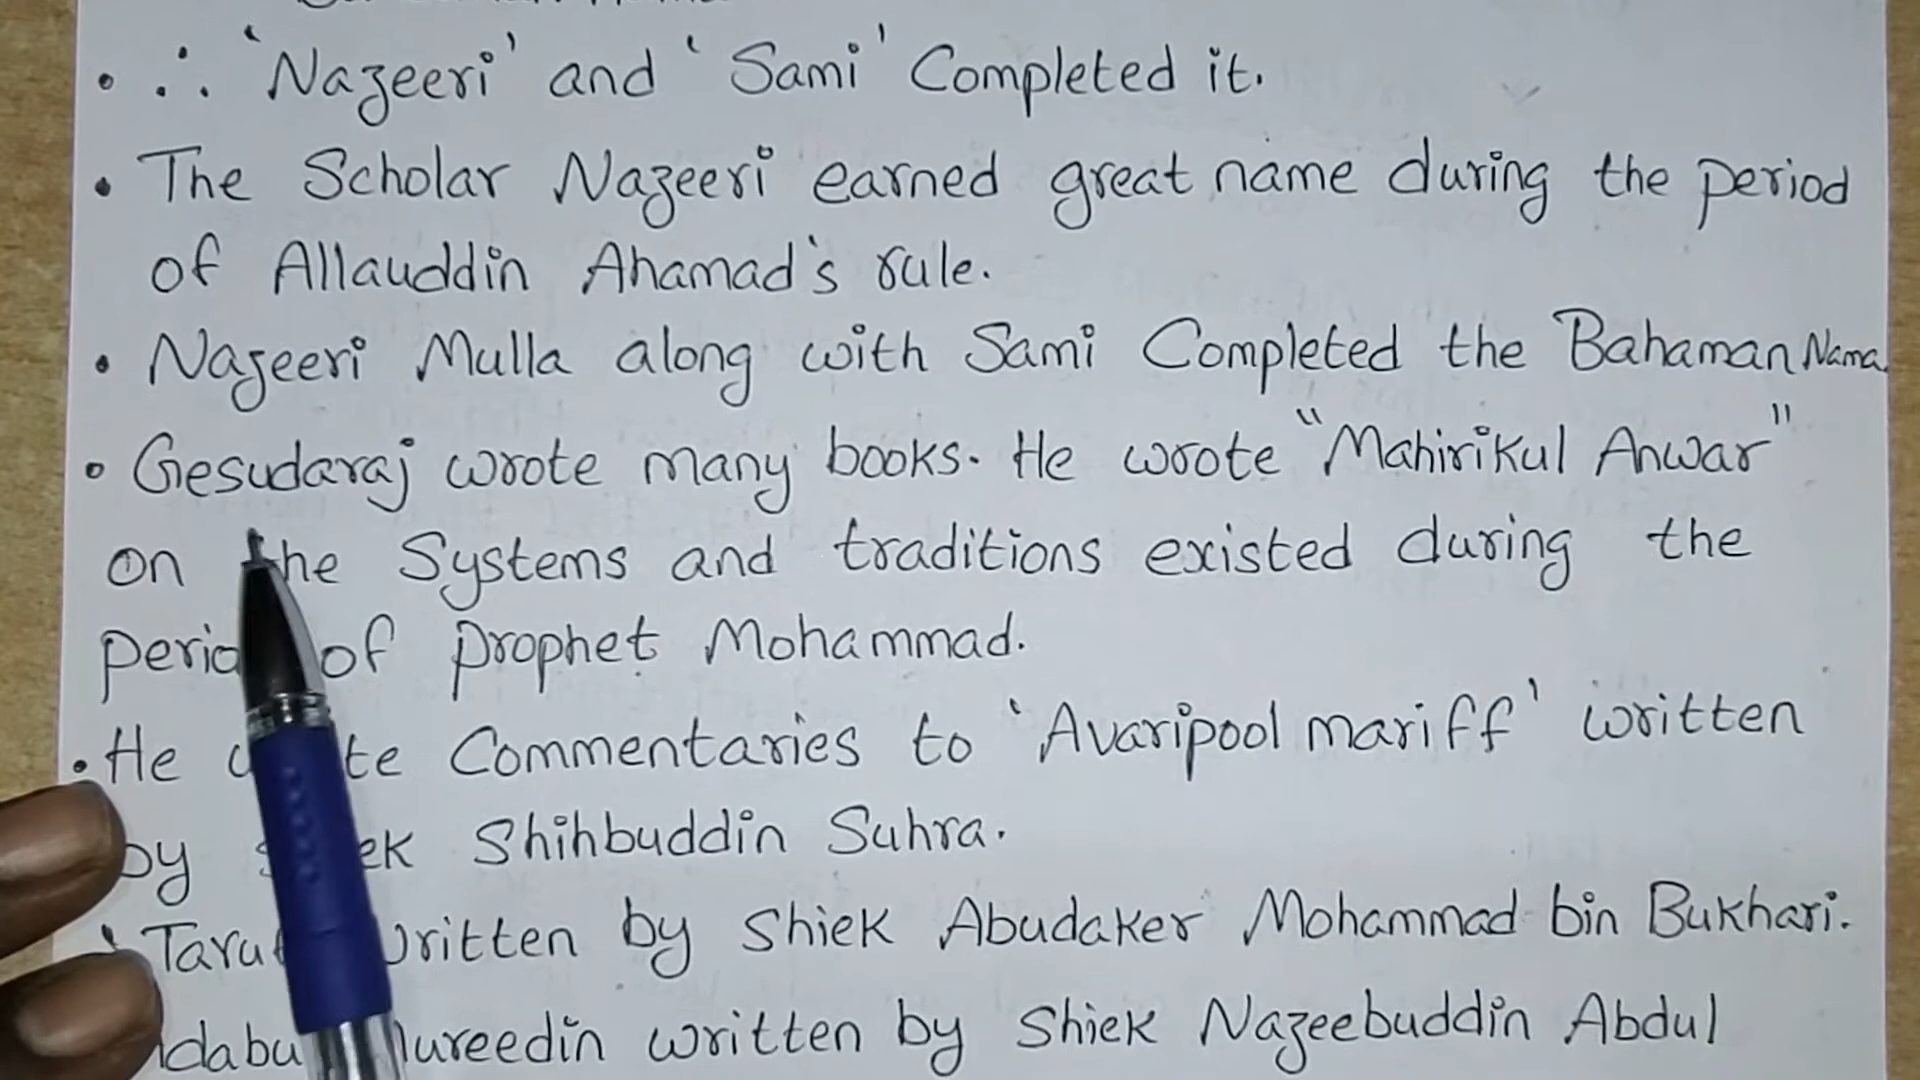 • ∴ 'Nazeeri' and 'Sami' Completed it.
• The Scholar Nazeeri earned great name during the period
of Allauddin Ahamad's rule.
• Nazeeri Mulla along with Sami Completed the Bahaman Nama.
• Gesudaraj wrote many books. He wrote "Mahirikul Anwar"
on the Systems and traditions existed during the
period of prophet Mohammad.
• He wrote Commentaries to 'Avaripool mariff' written
by Shihbuddin Suhra.
written by Shiek Abudaker Mohammad bin Bukhari.
written by Shiek Nazeebuddin Abdul